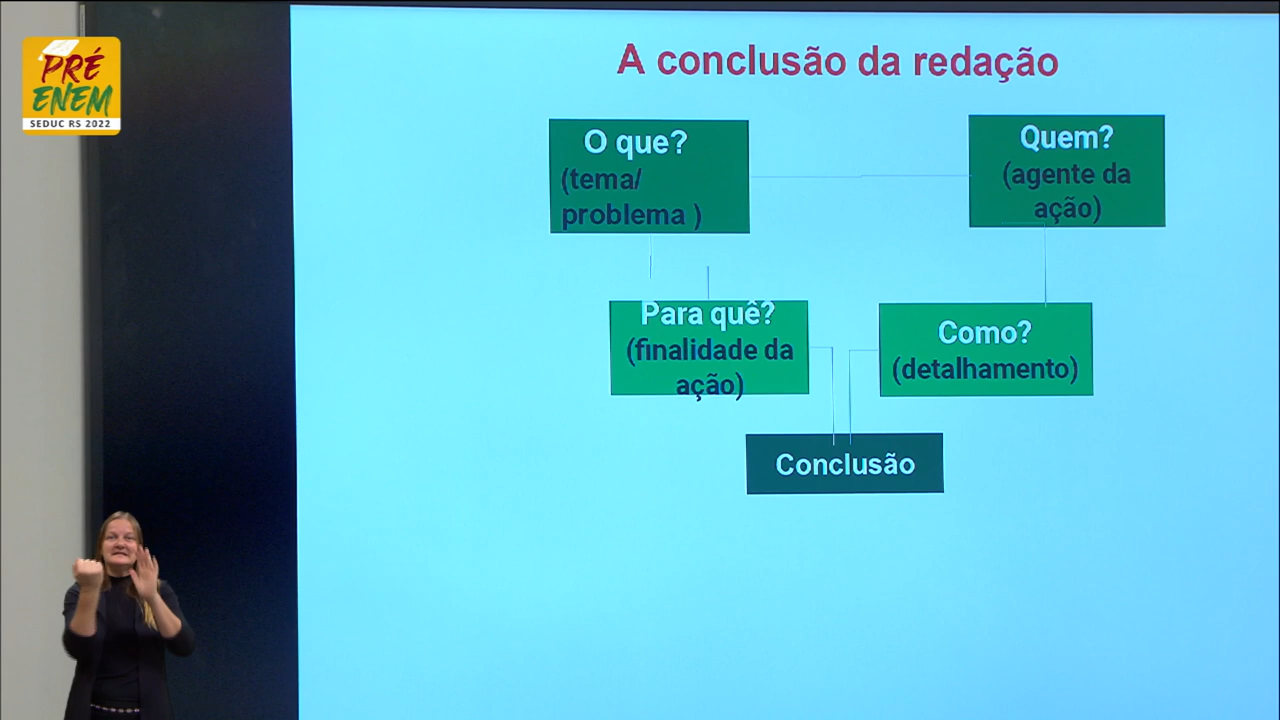 PRÉ
ENEM
SEDUC RS 2022
A conclusão da redação
O que?
(tema/
problema )
Quem?
(agente da
ação)
Para quê?
(finalidade da
ação)
Como?
(detalhamento)
Conclusão